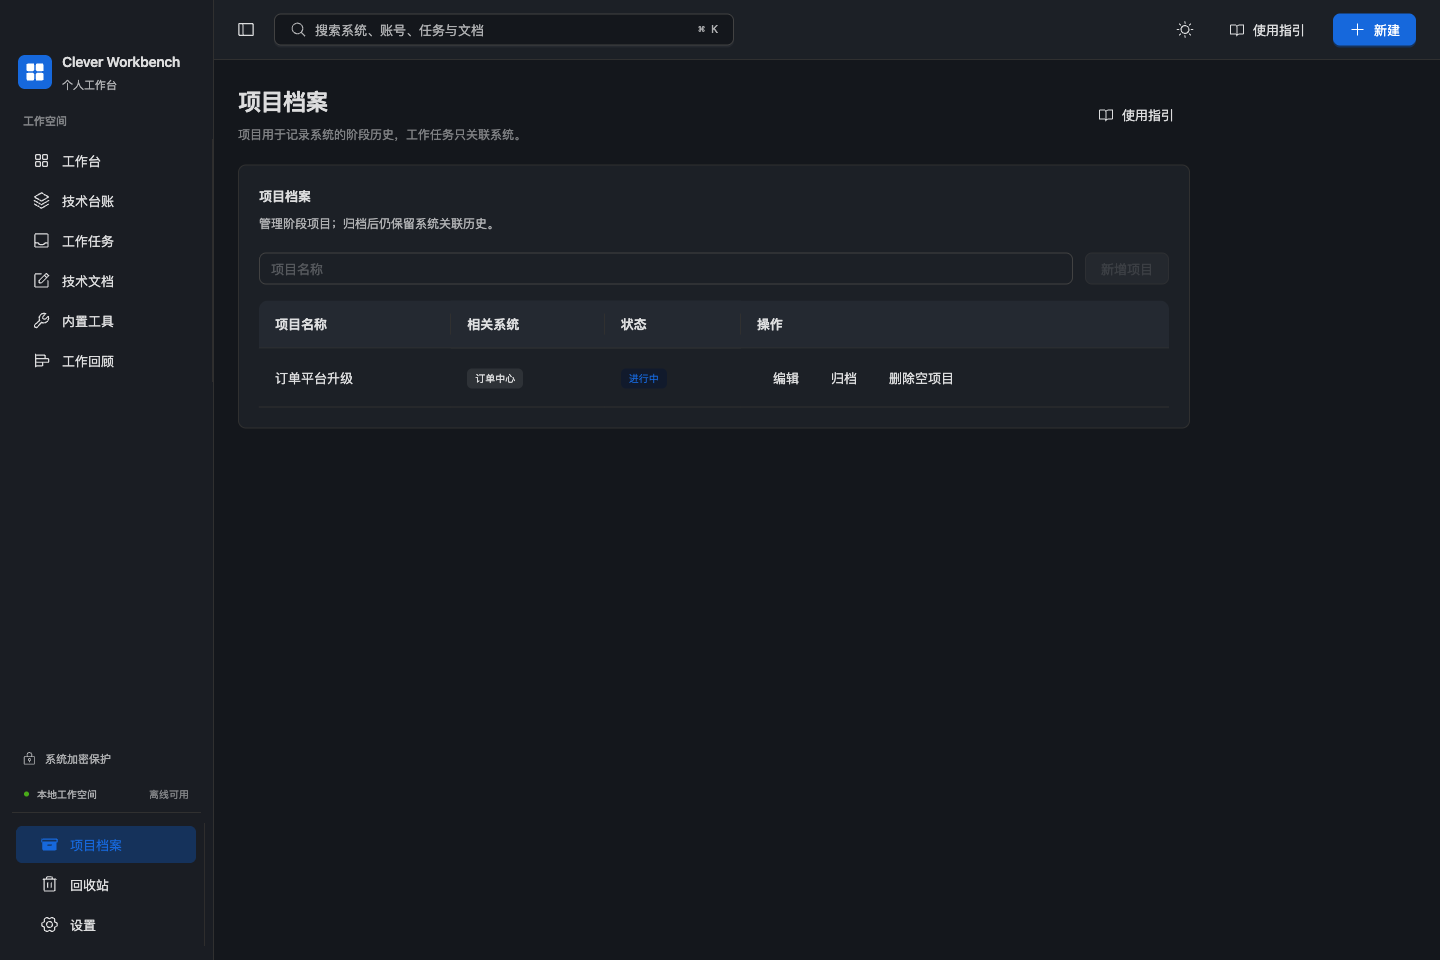 Clever Workbench
个人工作台
工作空间
工作台
技术台账
工作任务
技术文档
内置工具
工作回顾
系统加密保护
本地工作空间 离线可用
项目档案
回收站
设置
搜索系统、账号、任务与文档 ⌘ K
使用指引
新建
项目档案
项目用于记录系统的阶段历史，工作任务只关联系统。
使用指引
项目档案
管理阶段项目；归档后仍保留系统关联历史。
项目名称 新增项目
项目名称 相关系统 状态 操作
订单平台升级 订单中心 进行中 编辑 归档 删除空项目